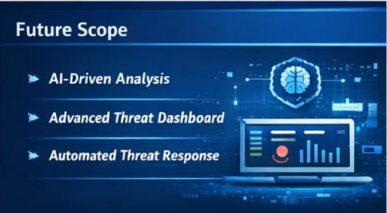 Future Scope
AI-Driven Analysis
Advanced Threat Dashboard
Automated Threat Response